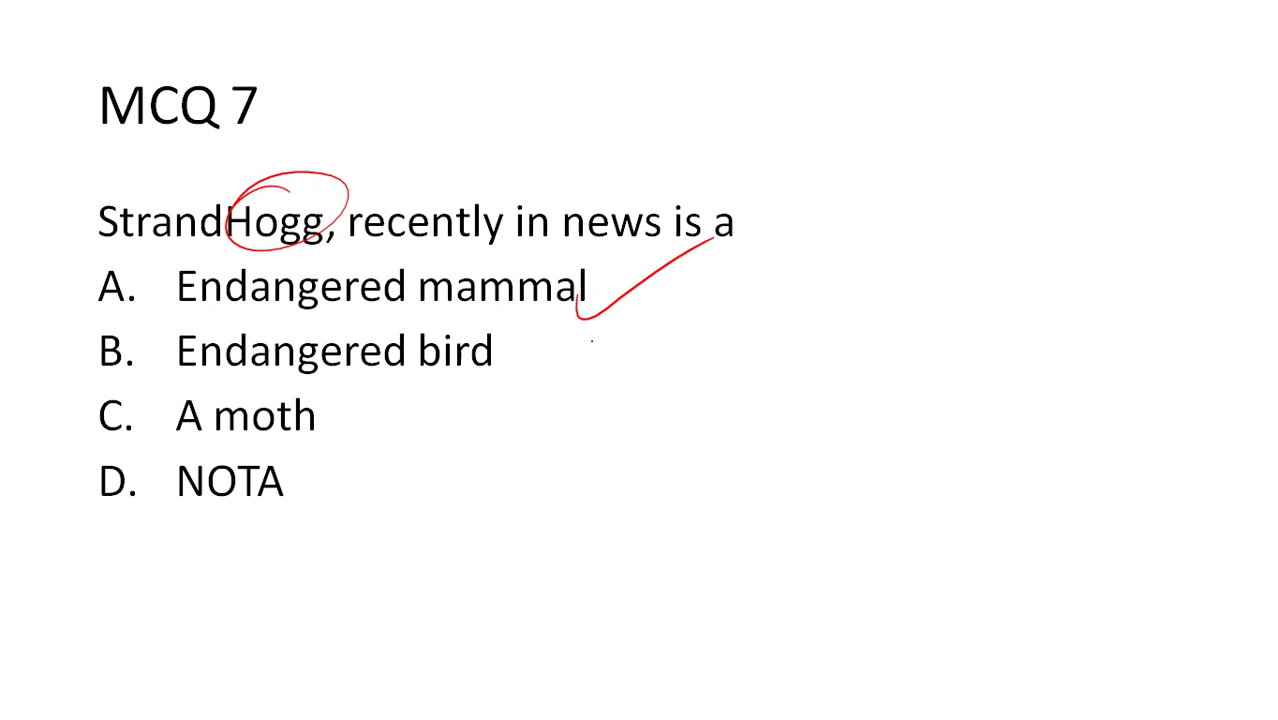 MCQ 7
StrandHogg, recently in news is a
A. Endangered mammal
B. Endangered bird
C. A moth
D. NOTA